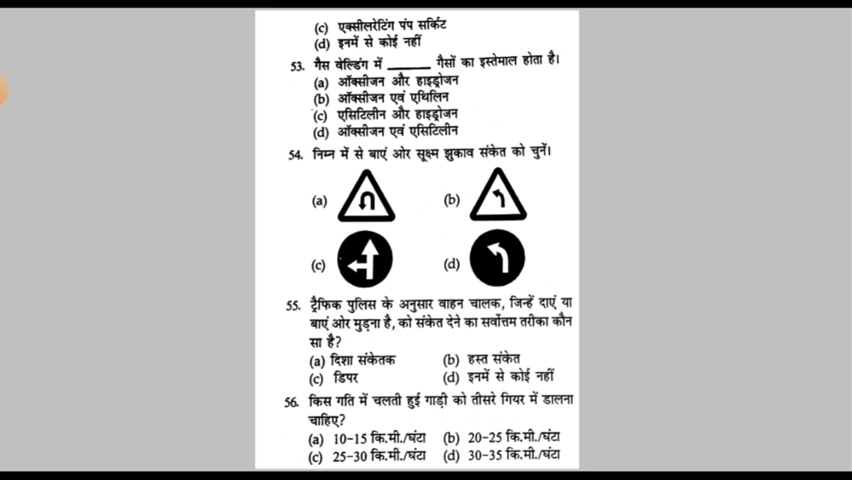 (c) एक्सीलरेटिंग पंप सर्किट
(d) इनमें से कोई नहीं
53. गैस वेल्डिंग में ______ गैसों का इस्तेमाल होता है।
(a) ऑक्सीजन और हाइड्रोजन
(b) ऑक्सीजन एवं एथिलिन
(c) एसिटिलीन और हाइड्रोजन
(d) ऑक्सीजन एवं एसिटिलीन
54. निम्न में से बाएं ओर सूक्ष्म झुकाव संकेत को चुनें।
(a) (b)
(c) (d)
55. ट्रैफिक पुलिस के अनुसार वाहन चालक, जिन्हें दाएं या
बाएं ओर मुड़ना है, को संकेत देने का सर्वोत्तम तरीका कौन
सा है?
(a) दिशा संकेतक (b) हस्त संकेत
(c) डिपर (d) इनमें से कोई नहीं
56. किस गति में चलती हुई गाड़ी को तीसरे गियर में डालना
चाहिए?
(a) 10-15 कि.मी./घंटा (b) 20-25 कि.मी./घंटा
(c) 25-30 कि.मी./घंटा (d) 30-35 कि.मी./घंटा